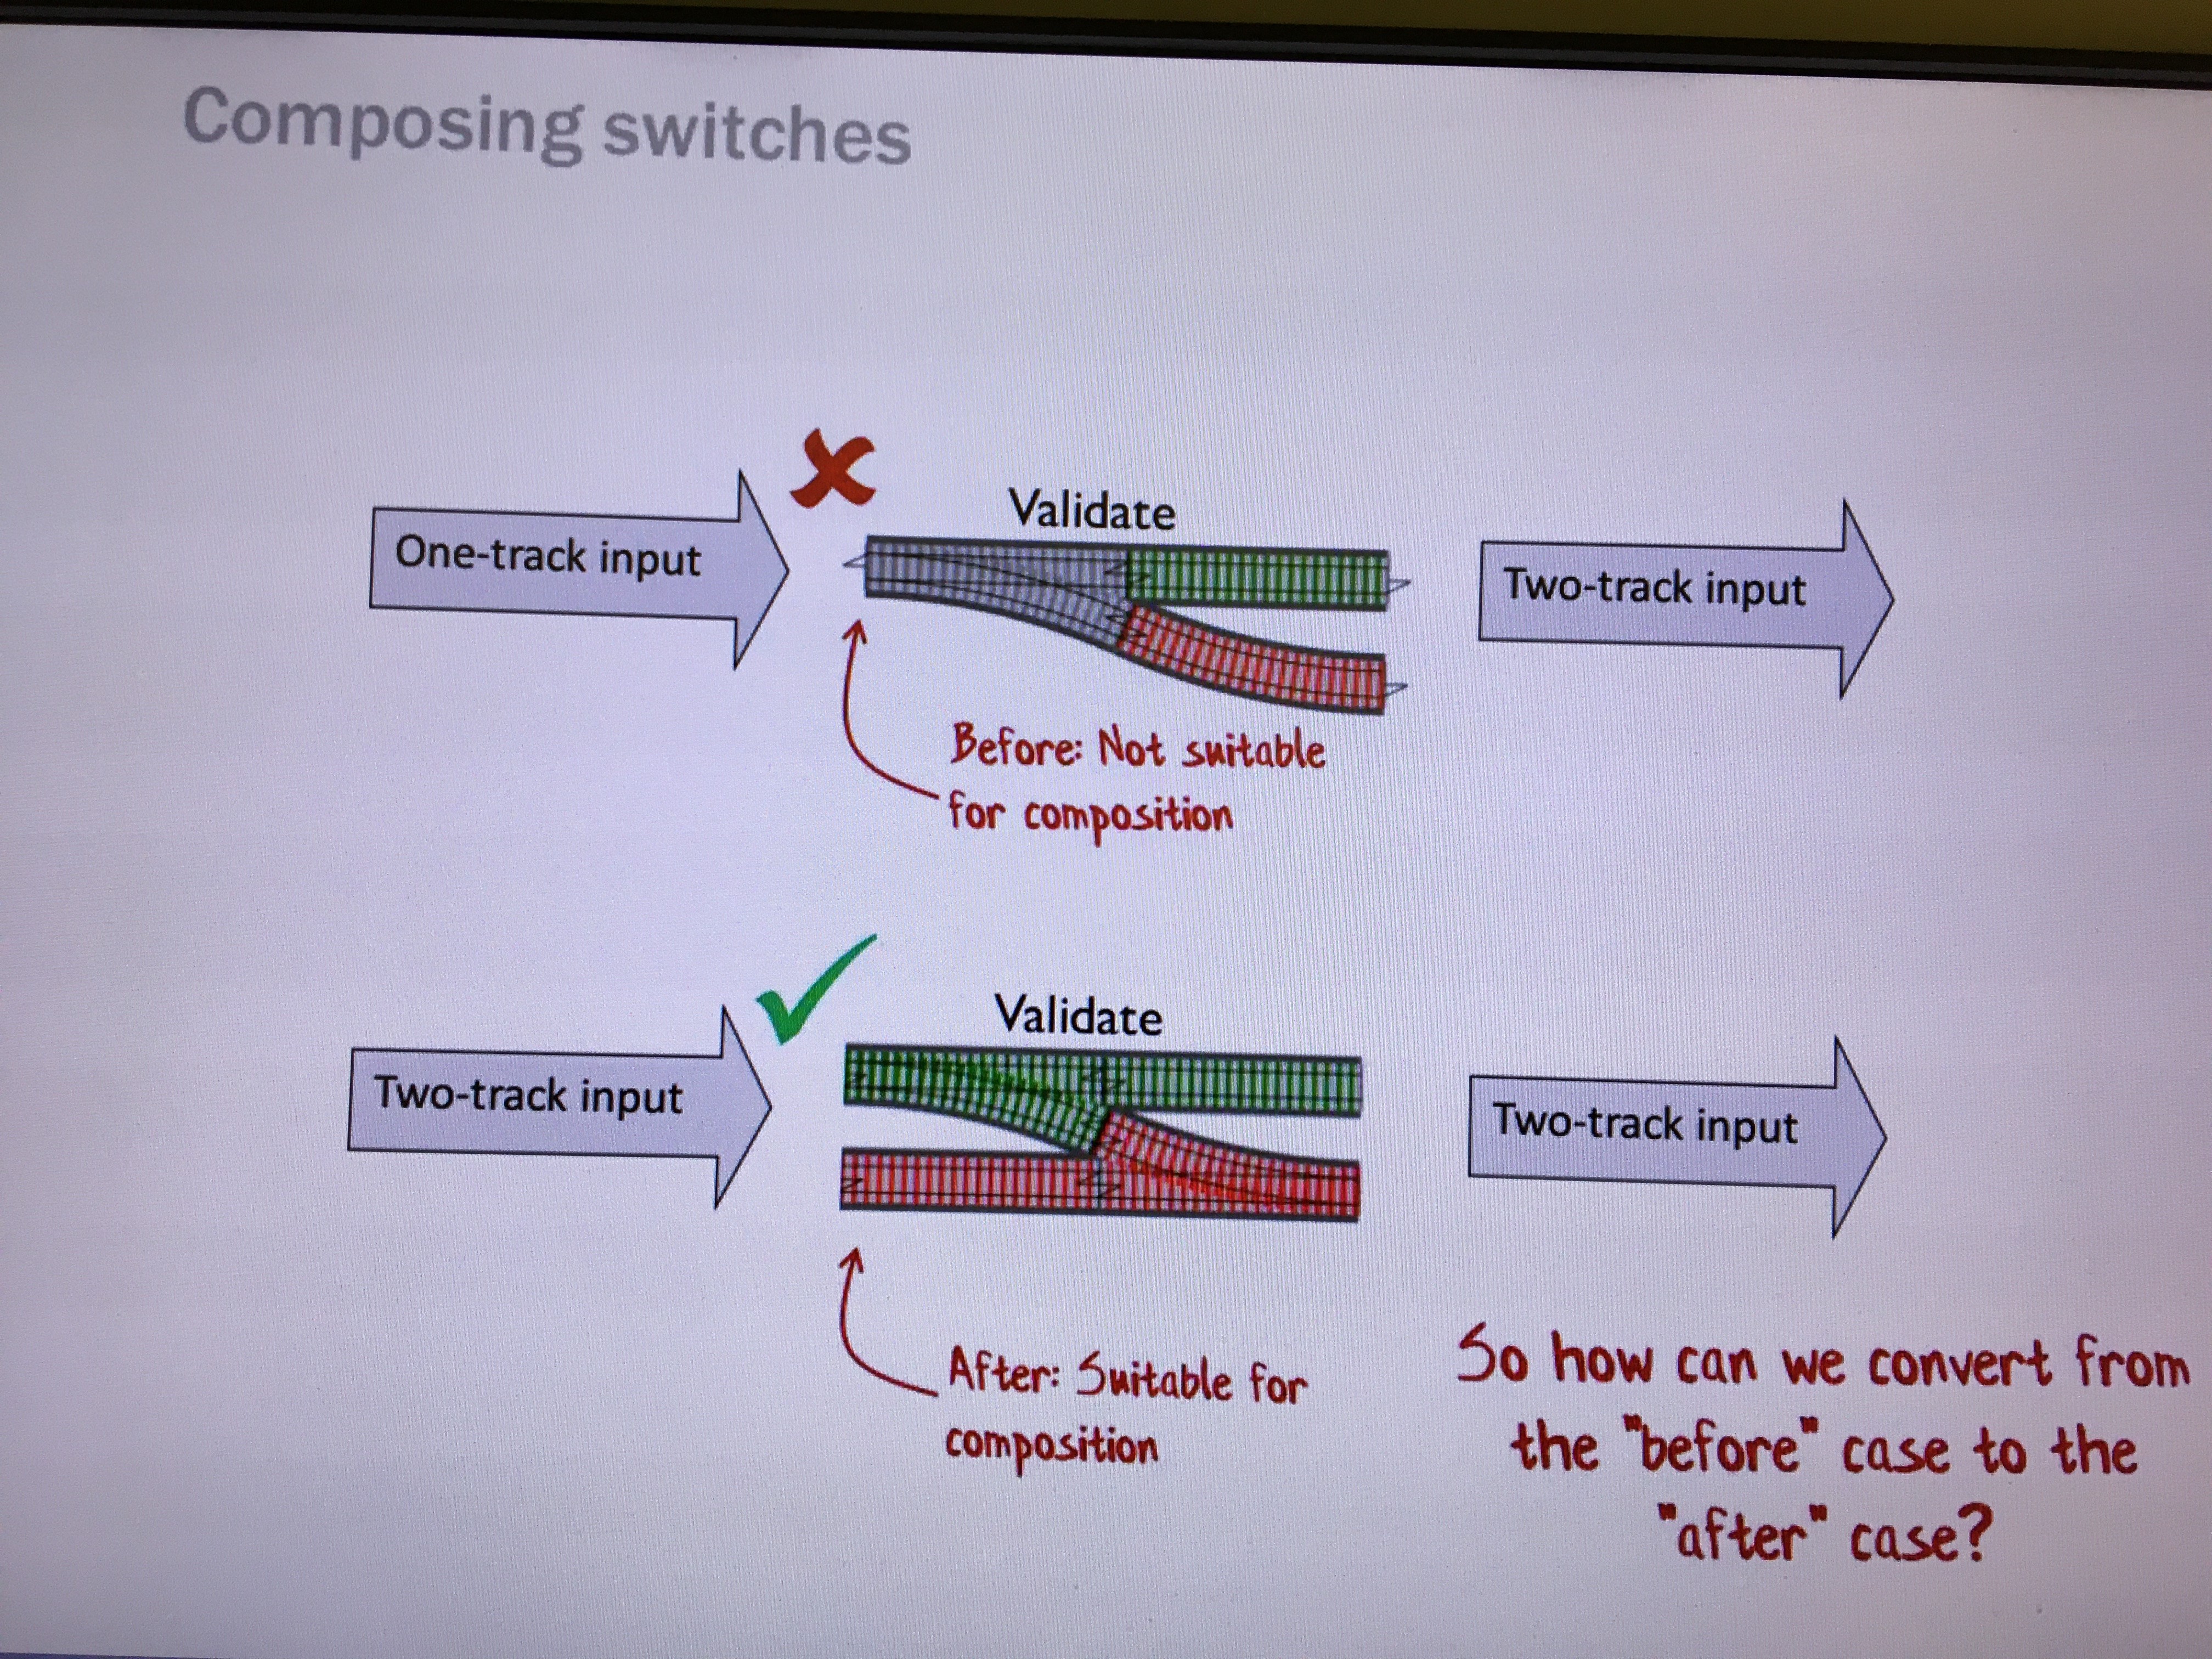 Composing switches
Validate
One-track input
Two-track input
Before: Not suitable
for composition
Validate
Two-track input
Two-track input
After: Suitable for
composition
So how can we convert from
the "before" case to the
"after" case?